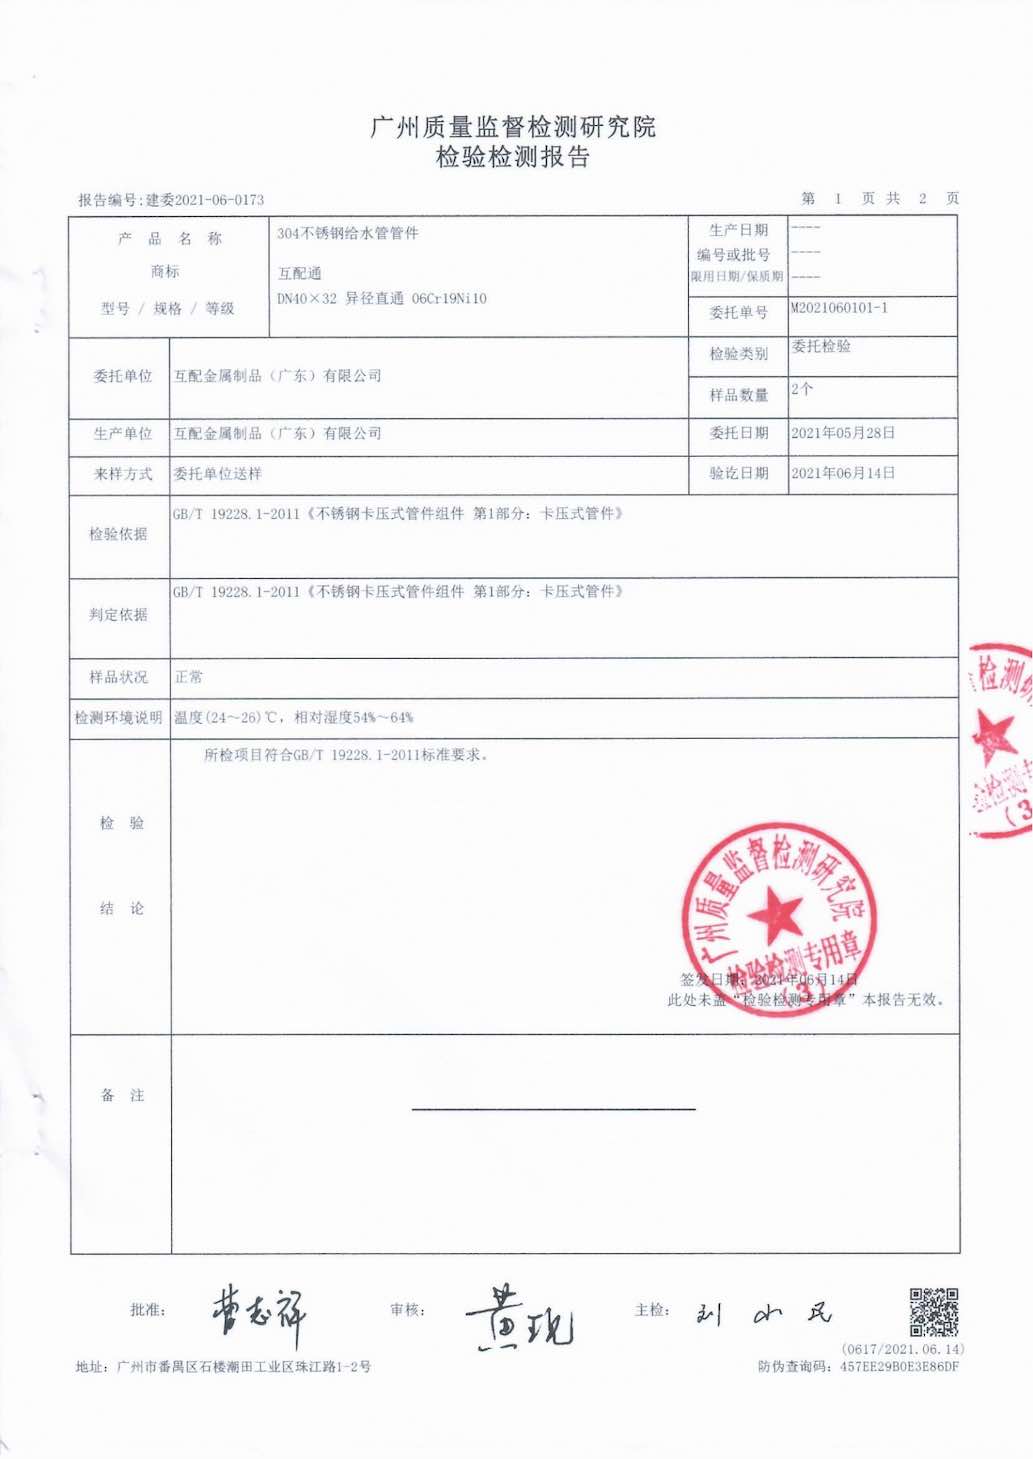 广州质量监督检测研究院
检验检测报告
报告编号:建委2021-06-0173
第 1 页 共 2 页
产 品 名 称
商标
型号 / 规格 / 等级
304不锈钢给水管管件
互配通
DN40×32 异径直通 06Cr19Ni10
生产日期
----
编号或批号
----
限用日期/保质期
----
委托单号
M2021060101-1
委托单位
互配金属制品（广东）有限公司
检验类别
委托检验
样品数量
2个
生产单位
互配金属制品（广东）有限公司
委托日期
2021年05月28日
来样方式
委托单位送样
验讫日期
2021年06月14日
检验依据
GB/T 19228.1-2011《不锈钢卡压式管件组件 第1部分：卡压式管件》
判定依据
GB/T 19228.1-2011《不锈钢卡压式管件组件 第1部分：卡压式管件》
样品状况
正常
检测环境说明
温度(24～26)℃，相对湿度54%～64%
检 验
结 论
所检项目符合GB/T 19228.1-2011标准要求。
广州质量监督检测研究院
检验检测专用章
(3)
签发日期：2021年06月14日
此处未盖“检验检测专用章”本报告无效。
检测研
验检测专
(3
备 注
批准：
曹志祥
审核：
黄现
主检：
刘小民
(0617/2021.06.14)
地址：广州市番禺区石楼潮田工业区珠江路1-2号
防伪查询码：457EE29B0E3E86DF